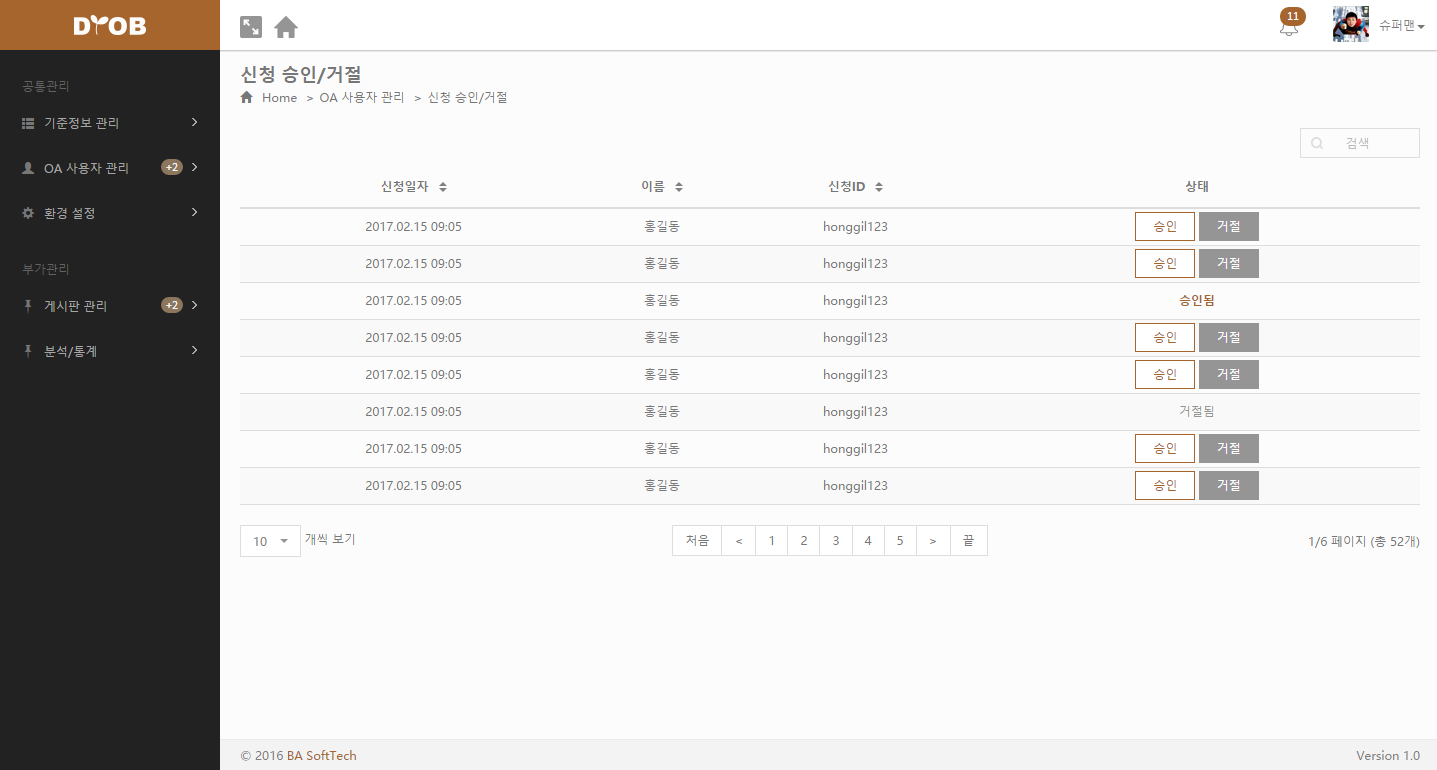 DYOB
11
슈퍼맨
공통관리
기준정보 관리
OA 사용자 관리 +2
환경 설정
부가관리
게시판 관리 +2
분석/통계
신청 승인/거절
Home > OA 사용자 관리 > 신청 승인/거절
검색
신청일자 이름 신청ID 상태
2017.02.15 09:05 홍길동 honggil123 승인 거절
2017.02.15 09:05 홍길동 honggil123 승인 거절
2017.02.15 09:05 홍길동 honggil123 승인됨
2017.02.15 09:05 홍길동 honggil123 승인 거절
2017.02.15 09:05 홍길동 honggil123 승인 거절
2017.02.15 09:05 홍길동 honggil123 거절됨
2017.02.15 09:05 홍길동 honggil123 승인 거절
2017.02.15 09:05 홍길동 honggil123 승인 거절
10 개씩 보기 처음 < 1 2 3 4 5 > 끝 1/6 페이지 (총 52개)
© 2016 BA SoftTech Version 1.0